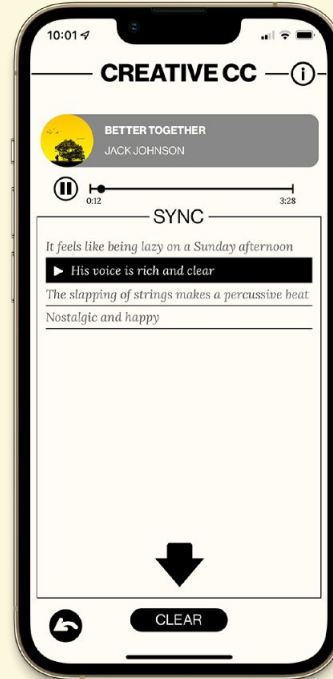 10:01
CREATIVE CC
i
BETTER TOGETHER
JACK JOHNSON
0:12
3:28
SYNC
It feels like being lazy on a Sunday afternoon
His voice is rich and clear
The slapping of strings makes a percussive beat
Nostalgic and happy
CLEAR